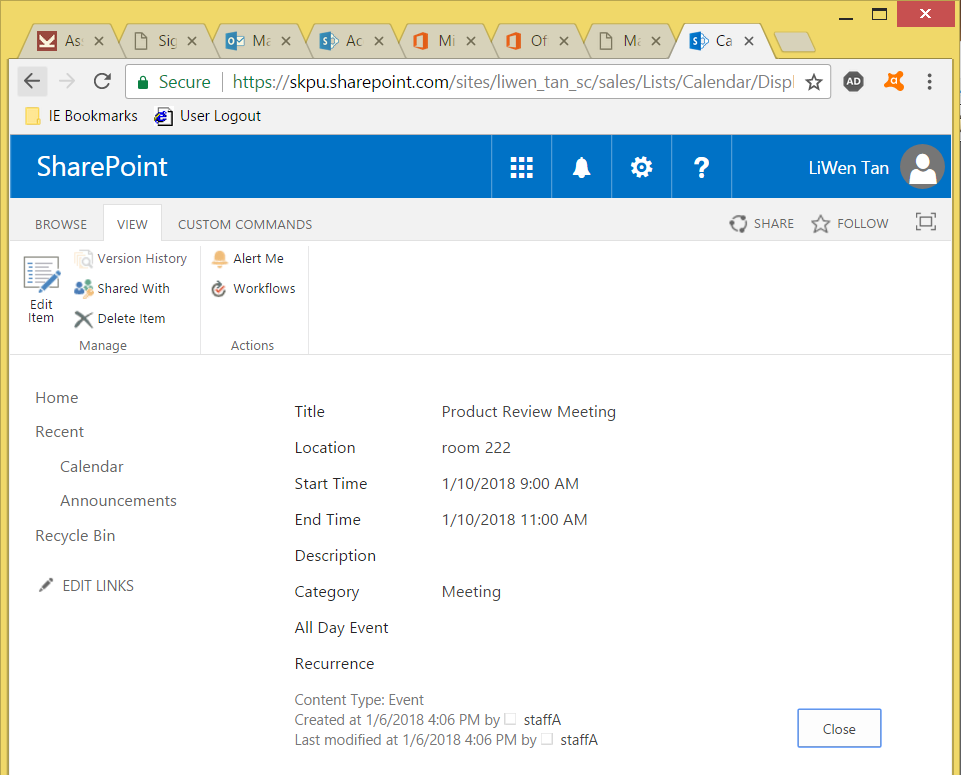 As
Sig
Ma
Ac
Mi
Of
Ma
Ca
Secure https://skpu.sharepoint.com/sites/liwen_tan_sc/sales/Lists/Calendar/Displ
AD
IE Bookmarks User Logout
SharePoint ? LiWen Tan
BROWSE VIEW CUSTOM COMMANDS SHARE FOLLOW
Edit Item
Version History
Shared With
Delete Item
Manage
Alert Me
Workflows
Actions
Home
Recent
Calendar
Announcements
Recycle Bin
EDIT LINKS
Title Product Review Meeting
Location room 222
Start Time 1/10/2018 9:00 AM
End Time 1/10/2018 11:00 AM
Description
Category Meeting
All Day Event
Recurrence
Content Type: Event
Created at 1/6/2018 4:06 PM by staffA
Last modified at 1/6/2018 4:06 PM by staffA
Close